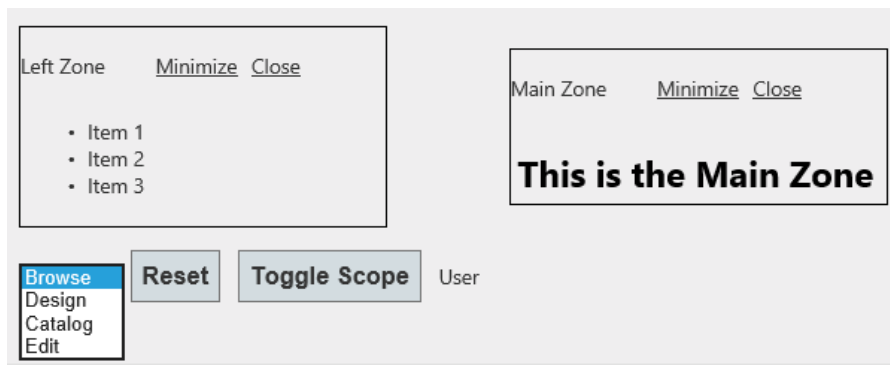 Left Zone Minimize Close
• Item 1
• Item 2
• Item 3
Main Zone Minimize Close
This is the Main Zone
Browse
Design
Catalog
Edit
Reset
Toggle Scope
User